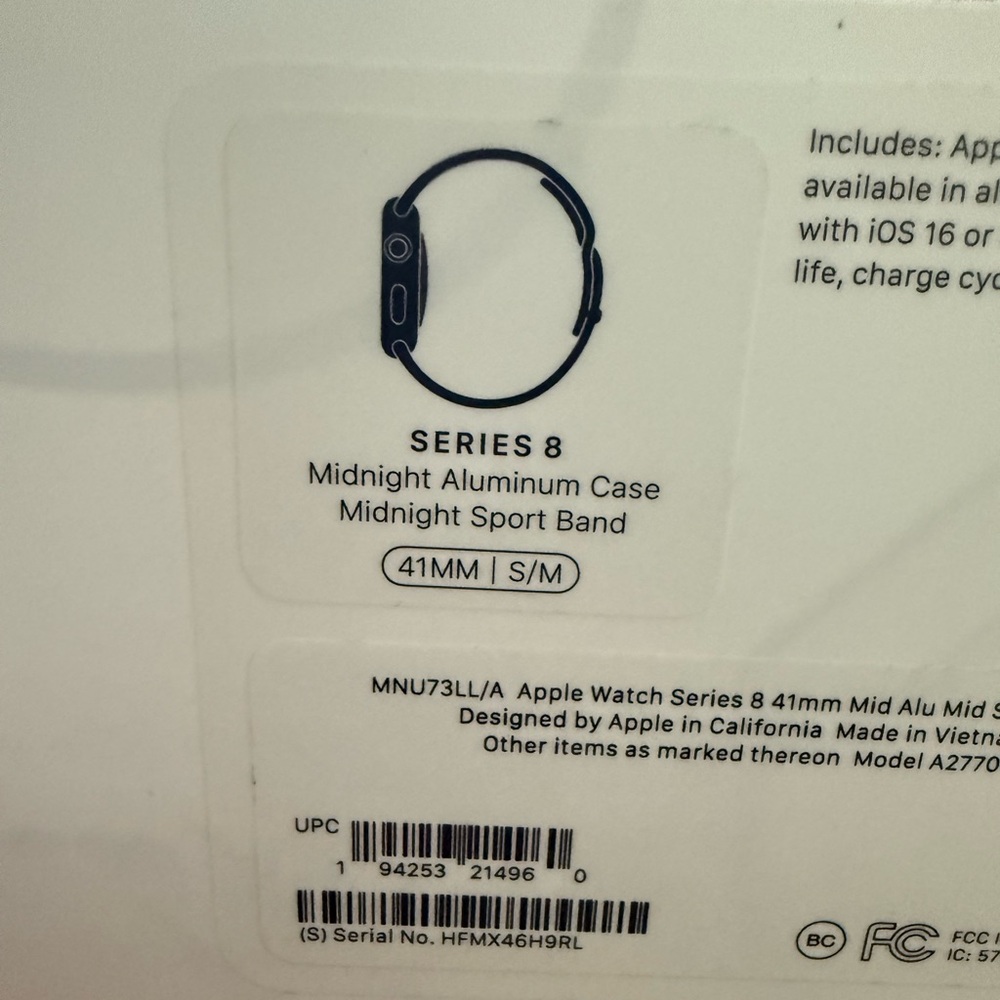 Includes: App
available in al
with iOS 16 or
life, charge cyc
SERIES 8
Midnight Aluminum Case
Midnight Sport Band
41MM | S/M
MNU73LL/A Apple Watch Series 8 41mm Mid Alu Mid S
Designed by Apple in California Made in Vietna
Other items as marked thereon Model A2770
UPC
1 94253 21496 0
(S) Serial No. HFMX46H9RL
BC FC FCC I
IC: 57